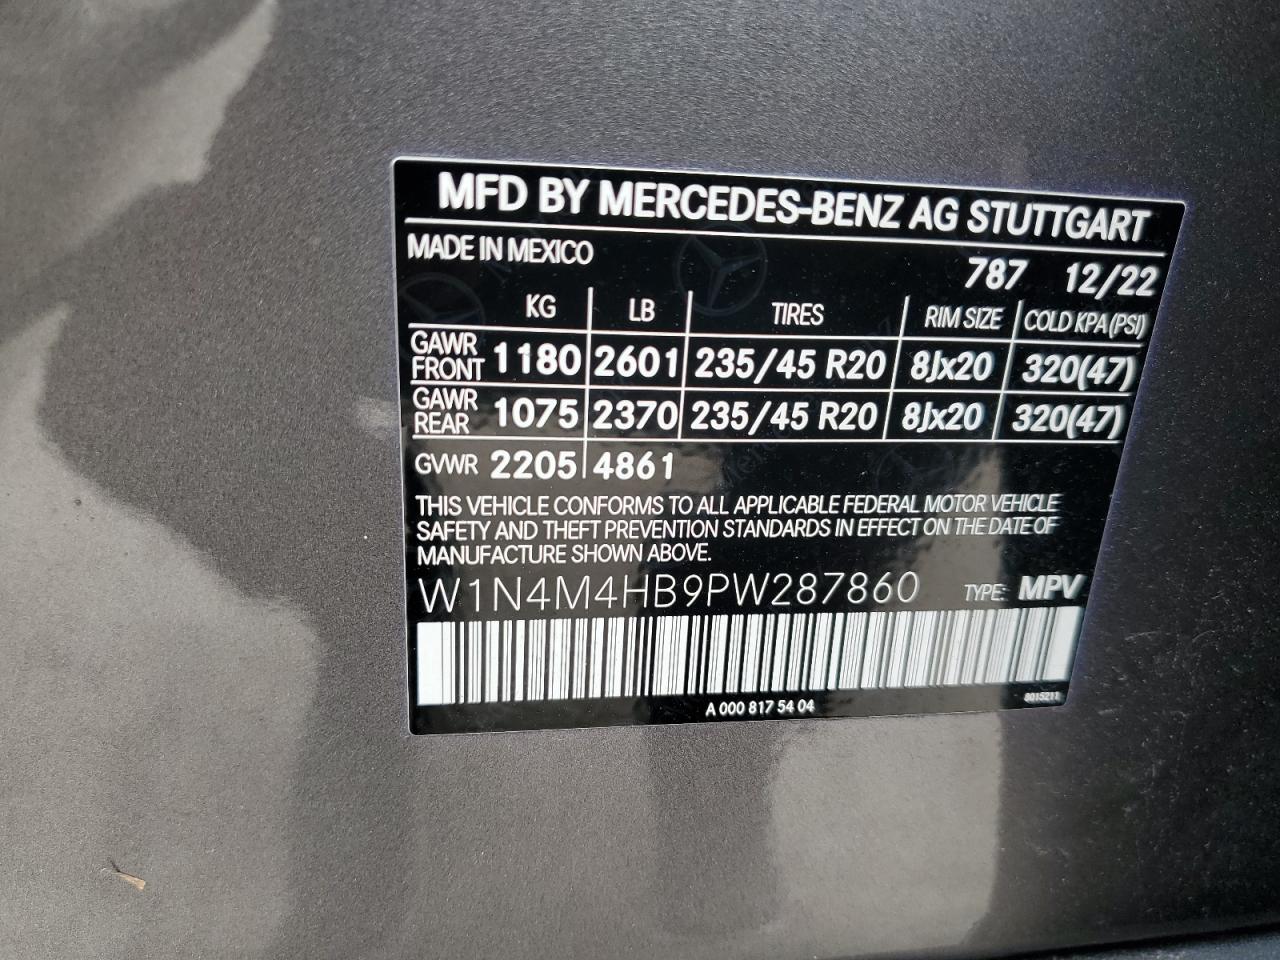 MFD BY MERCEDES-BENZ AG STUTTGART
MADE IN MEXICO
787 12/22
KG LB TIRES RIM SIZE COLD KPA (PSI)
GAWR FRONT 1180 2601 235/45 R20 8Jx20 320(47)
GAWR REAR 1075 2370 235/45 R20 8Jx20 320(47)
GVWR 2205 4861
THIS VEHICLE CONFORMS TO ALL APPLICABLE FEDERAL MOTOR VEHICLE
SAFETY AND THEFT PREVENTION STANDARDS IN EFFECT ON THE DATE OF
MANUFACTURE SHOWN ABOVE.
W1N4M4HB9PW287860 TYPE: MPV
A 000 817 54 04
8015211